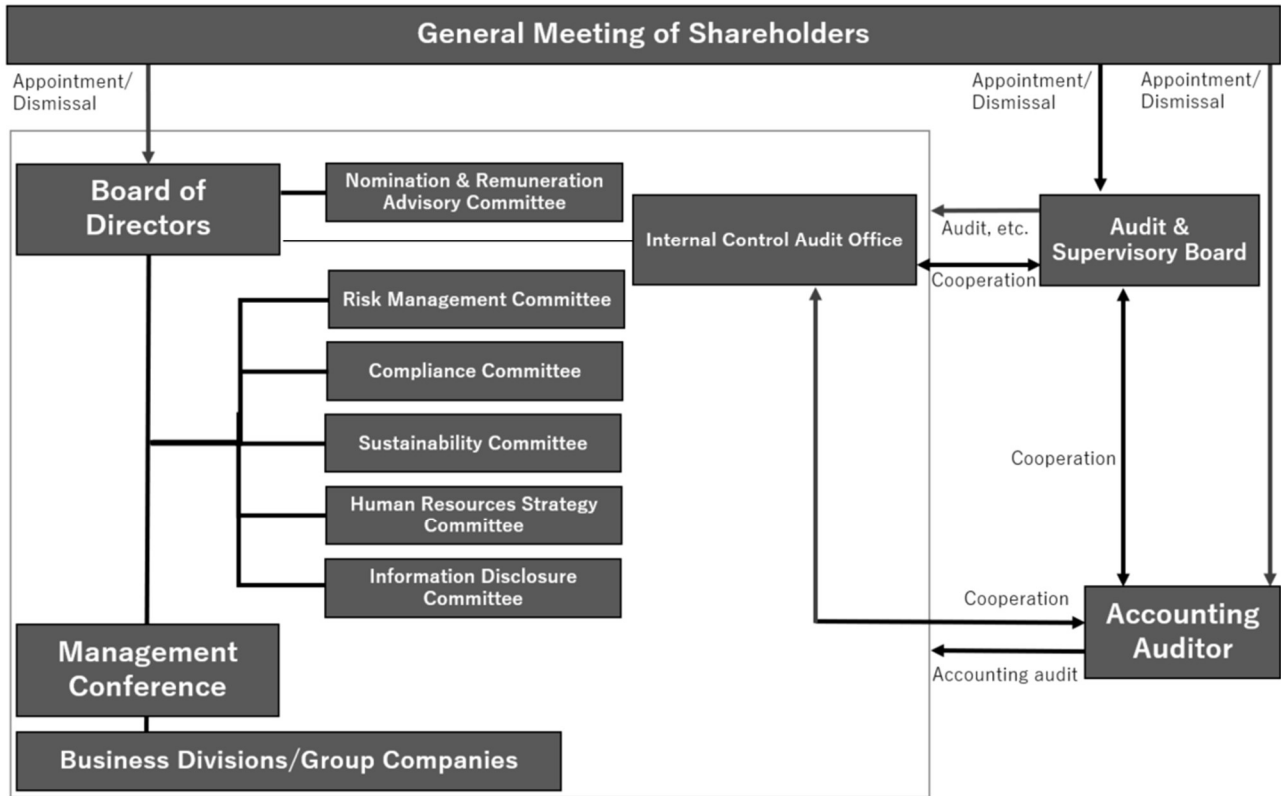 General Meeting of Shareholders
Appointment/
Dismissal
Appointment/
Dismissal
Appointment/
Dismissal
Board of
Directors
Nomination & Remuneration
Advisory Committee
Internal Control Audit Office
Audit, etc.
Audit &
Supervisory Board
Cooperation
Risk Management Committee
Compliance Committee
Sustainability Committee
Cooperation
Human Resources Strategy
Committee
Information Disclosure
Committee
Cooperation
Accounting
Auditor
Accounting audit
Management
Conference
Business Divisions/Group Companies